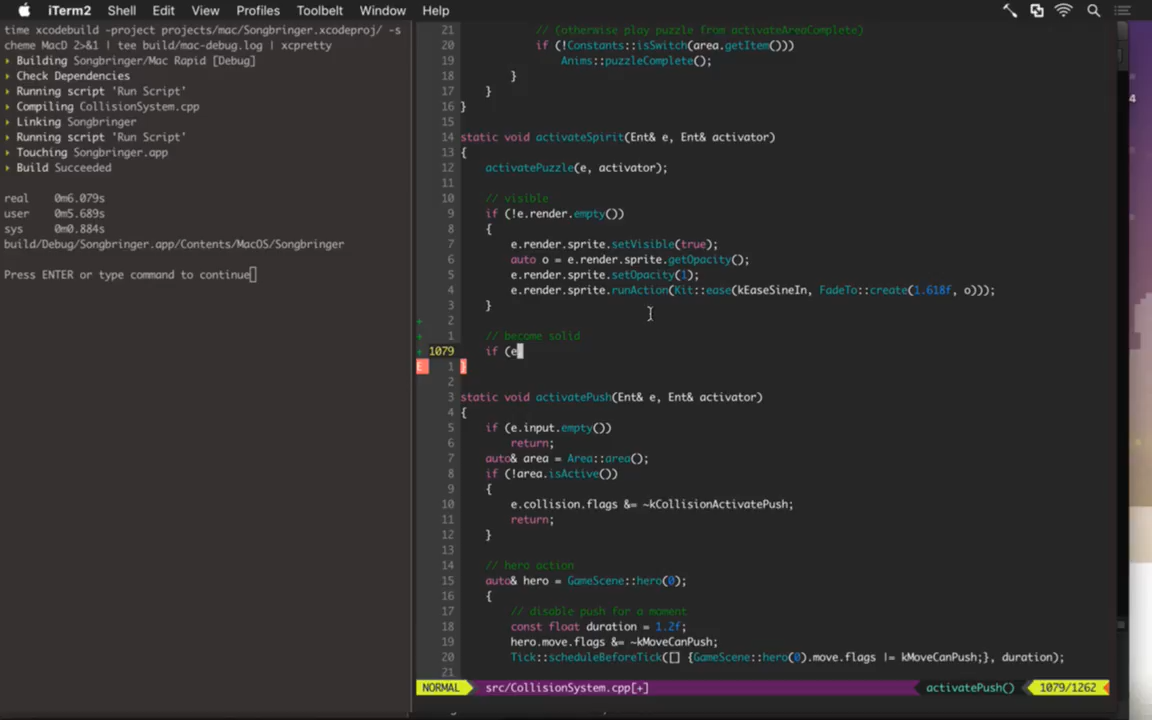 iTerm2 Shell Edit View Profiles Toolbelt Window Help
time xcodebuild -project projects/mac/Songbringer.xcodeproj/ -s
cheme MacD 2>&1 | tee build/mac-debug.log | xcpretty
▸ Building Songbringer/Mac Rapid [Debug]
▸ Check Dependencies
▸ Running script 'Run Script'
▸ Compiling CollisionSystem.cpp
▸ Linking Songbringer
▸ Running script 'Run Script'
▸ Touching Songbringer.app
▸ Build Succeeded
real 0m6.079s
user 0m5.689s
sys 0m0.884s
build/Debug/Songbringer.app/Contents/MacOS/Songbringer
Press ENTER or type command to continue
21 // (otherwise play puzzle from activateAreaComplete)
20 if (!Constants::isSwitch(area.getItem()))
19 Anims::puzzleComplete();
18 }
17 }
16 }
15
14 static void activateSpirit(Ent& e, Ent& activator)
13 {
12 activatePuzzle(e, activator);
11
10 // visible
9 if (!e.render.empty())
8 {
7 e.render.sprite.setVisible(true);
6 auto o = e.render.sprite.getOpacity();
5 e.render.sprite.setOpacity(1);
4 e.render.sprite.runAction(Kit::ease(kEaseSineIn, FadeTo::create(1.618f, o)));
3 }
+ 2
+ 1 // become solid
+ 1079 if (e
E 1 }
2
3 static void activatePush(Ent& e, Ent& activator)
4 {
5 if (e.input.empty())
6 return;
7 auto& area = Area::area();
8 if (!area.isActive())
9 {
10 e.collision.flags &= ~kCollisionActivatePush;
11 return;
12 }
13
14 // hero action
15 auto& hero = GameScene::hero(0);
16 {
17 // disable push for a moment
18 const float duration = 1.2f;
19 hero.move.flags &= ~kMoveCanPush;
20 Tick::scheduleBeforeTick([] {GameScene::hero(0).move.flags |= kMoveCanPush;}, duration);
21
NORMAL src/CollisionSystem.cpp[+] activatePush() 1079/1262
4